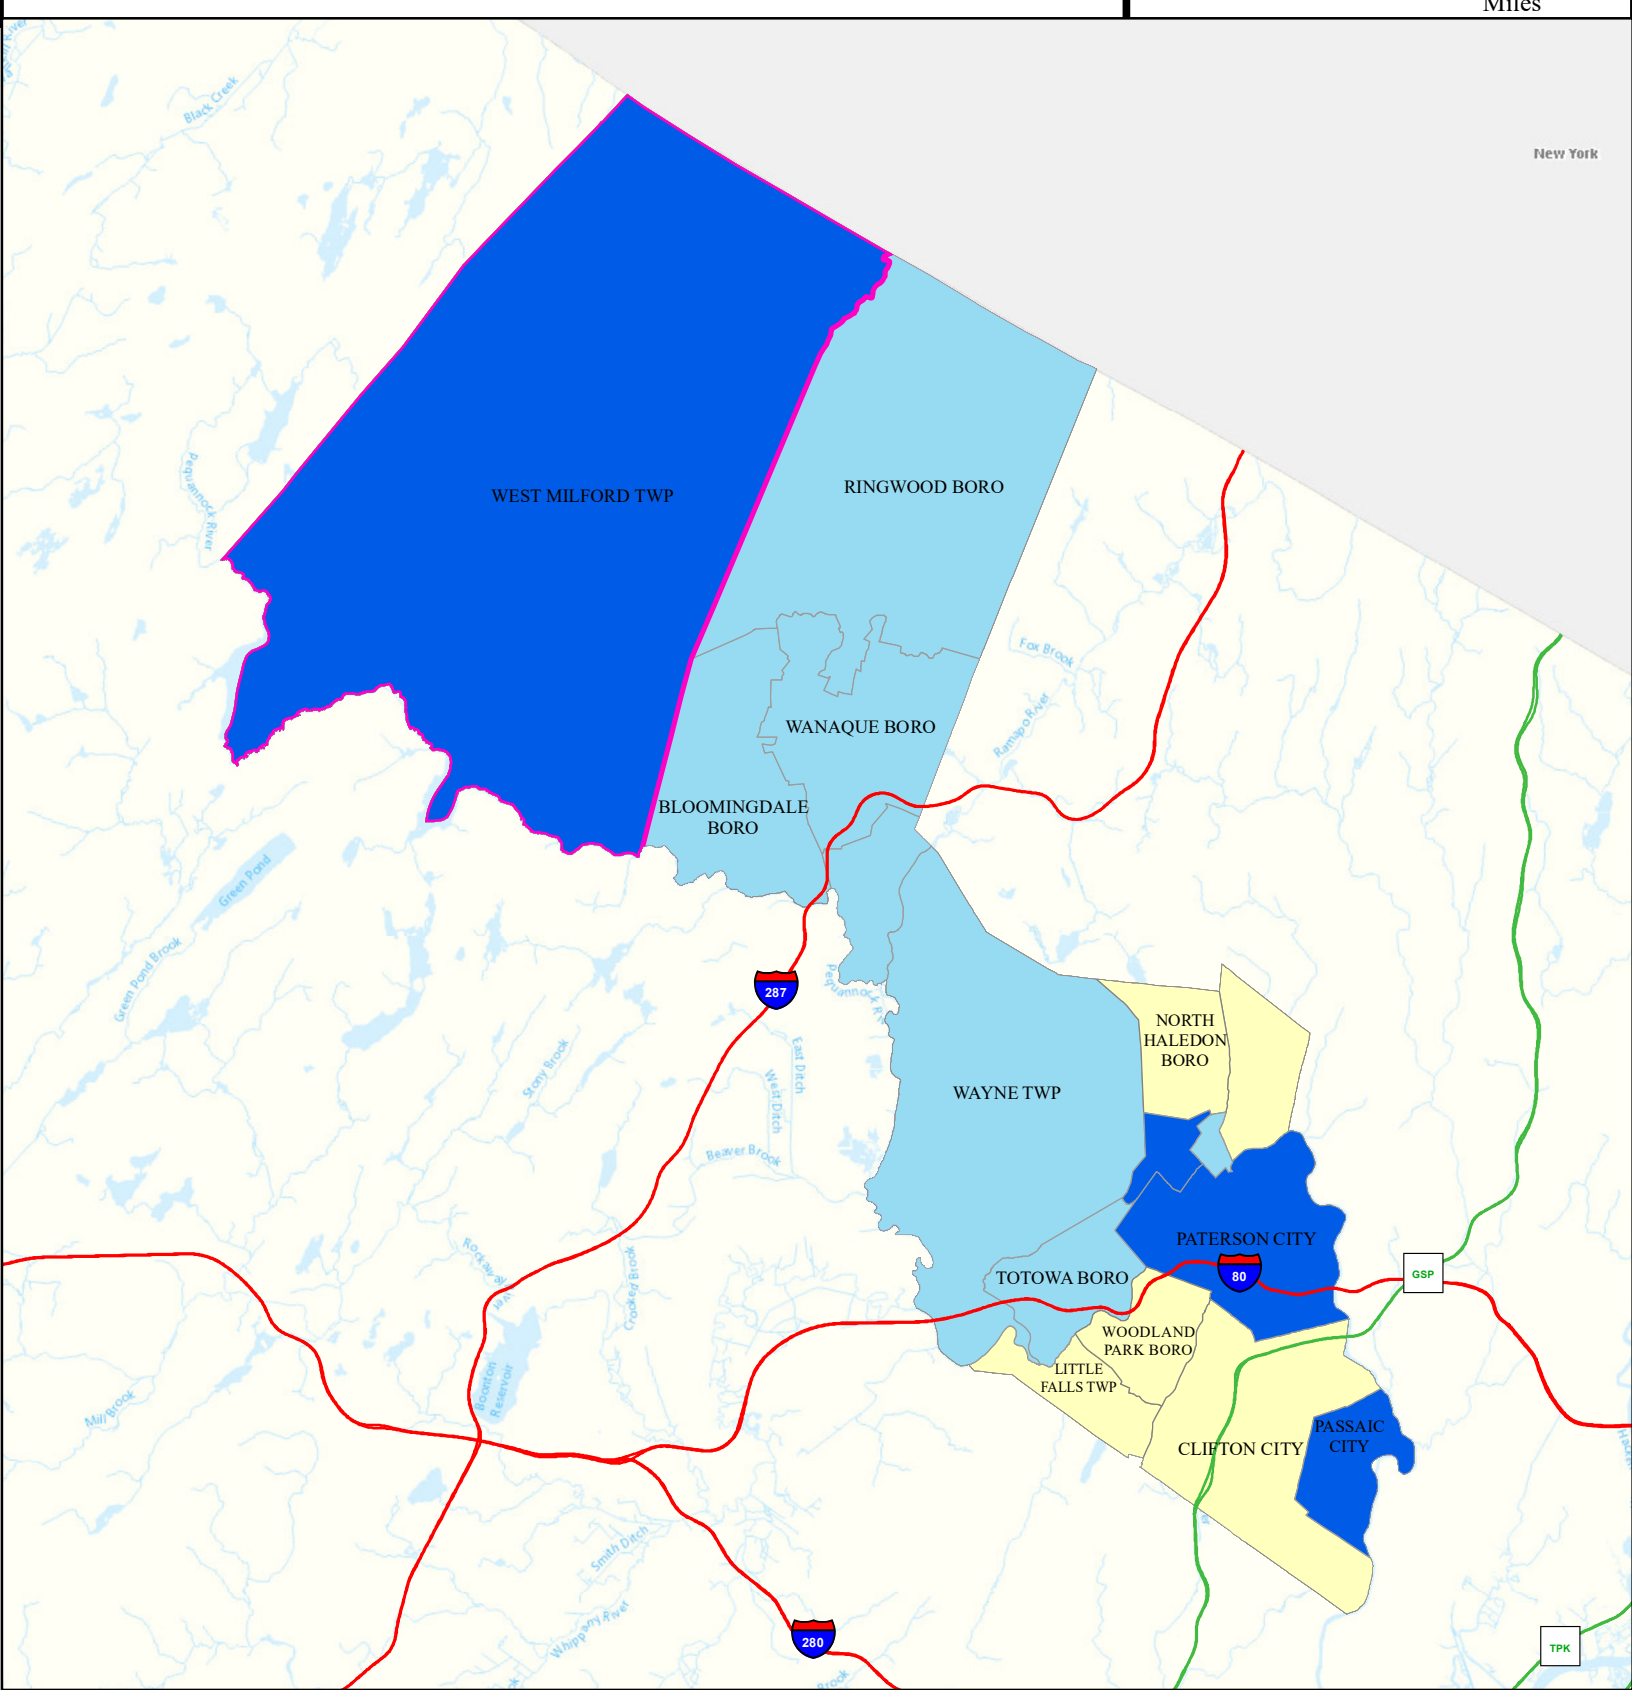 Miles
New York
Black Creek
Pequannock River
WEST MILFORD TWP
RINGWOOD BORO
Fox Brook
Ramapo River
WANAQUE BORO
BLOOMINGDALE
BORO
Green Pond
Green Pond Brook
287
Stony Brook
East Ditch
West Ditch
Beaver Brook
NORTH
HALEDON
BORO
WAYNE TWP
PATERSON CITY
80
GSP
TOTOWA BORO
Crooked Brook
WOODLAND
PARK BORO
LITTLE
FALLS TWP
Boonton
Reservoir
Mill Brook
CLIFTON CITY
PASSAIC
CITY
Smith Ditch
Whippany River
280
TPK
Brook